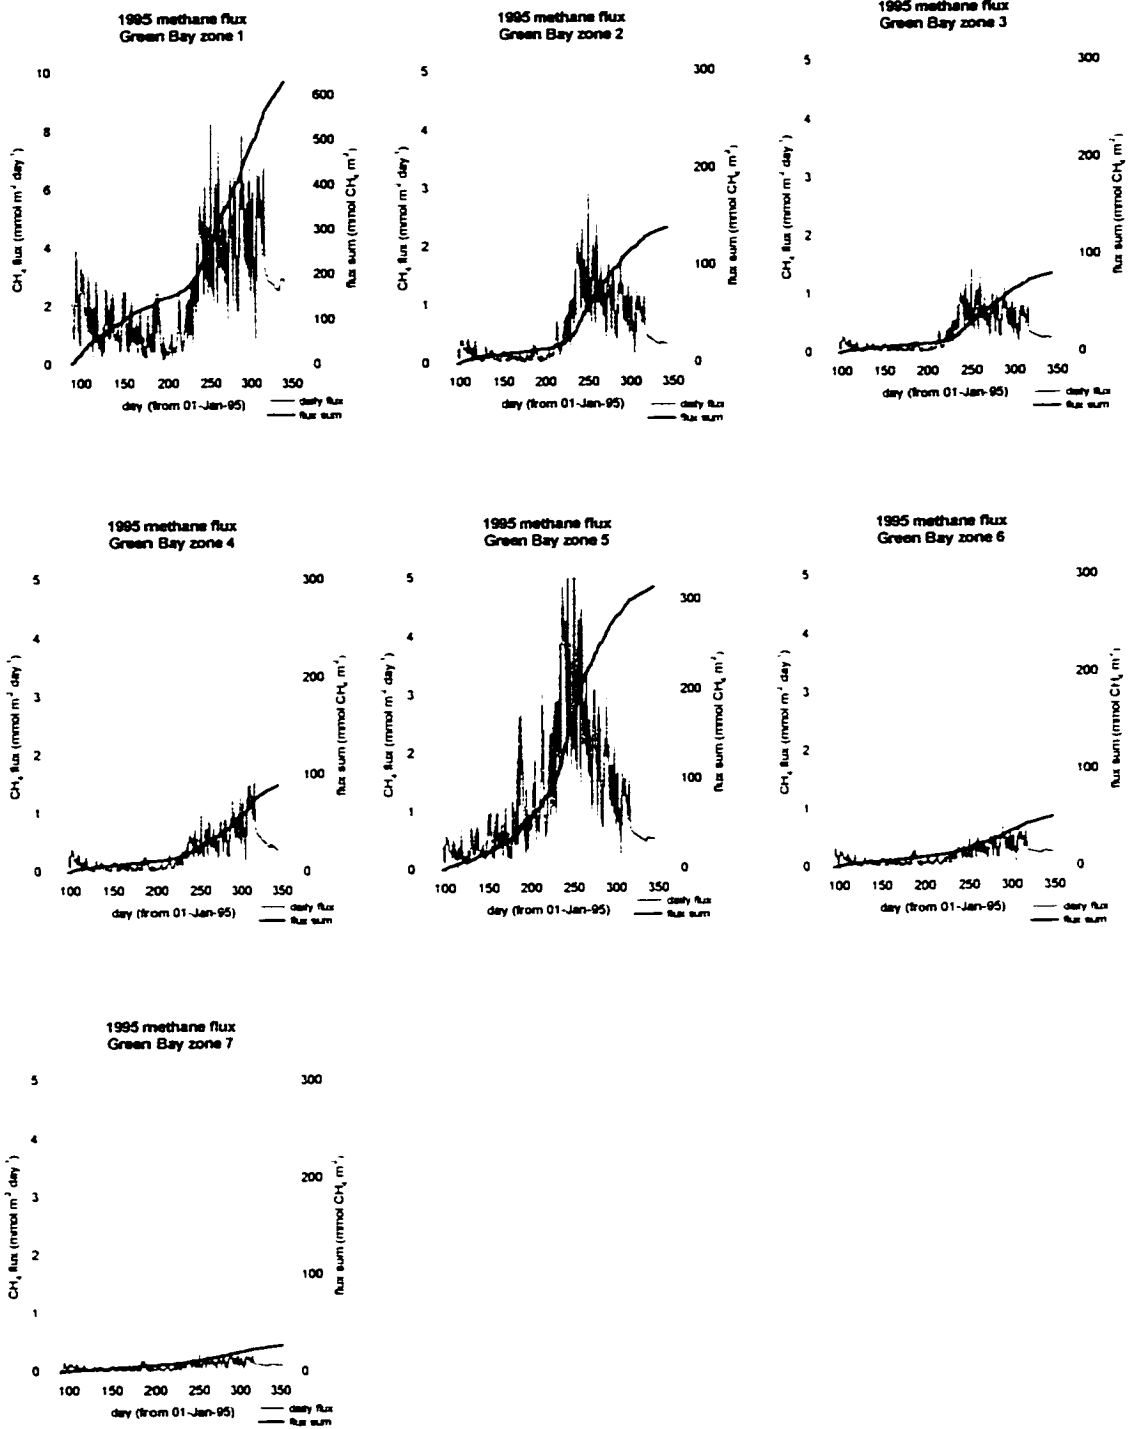 1995 methane flux
Green Bay zone 1
10
8
6
4
2
0
CH₄ flux (mmol m⁻² day⁻¹)
600
500
400
300
200
100
0
flux sum (mmol CH₄ m⁻²)
100 150 200 250 300 350
day (from 01-Jan-95)
daily flux
flux sum
1995 methane flux
Green Bay zone 2
5
4
3
2
1
0
CH₄ flux (mmol m⁻² day⁻¹)
300
200
100
0
flux sum (mmol CH₄ m⁻²)
100 150 200 250 300 350
day (from 01-Jan-95)
daily flux
flux sum
1995 methane flux
Green Bay zone 3
5
4
3
2
1
0
CH₄ flux (mmol m⁻² day⁻¹)
300
200
100
0
flux sum (mmol CH₄ m⁻²)
100 150 200 250 300 350
day (from 01-Jan-95)
daily flux
flux sum
1995 methane flux
Green Bay zone 4
5
4
3
2
1
0
CH₄ flux (mmol m⁻² day⁻¹)
300
200
100
0
flux sum (mmol CH₄ m⁻²)
100 150 200 250 300 350
day (from 01-Jan-95)
daily flux
flux sum
1995 methane flux
Green Bay zone 5
5
4
3
2
1
0
CH₄ flux (mmol m⁻² day⁻¹)
300
200
100
0
flux sum (mmol CH₄ m⁻²)
100 150 200 250 300 350
day (from 01-Jan-95)
daily flux
flux sum
1995 methane flux
Green Bay zone 6
5
4
3
2
1
0
CH₄ flux (mmol m⁻² day⁻¹)
300
200
100
0
flux sum (mmol CH₄ m⁻²)
100 150 200 250 300 350
day (from 01-Jan-95)
daily flux
flux sum
1995 methane flux
Green Bay zone 7
5
4
3
2
1
0
CH₄ flux (mmol m⁻² day⁻¹)
300
200
100
0
flux sum (mmol CH₄ m⁻²)
100 150 200 250 300 350
day (from 01-Jan-95)
daily flux
flux sum